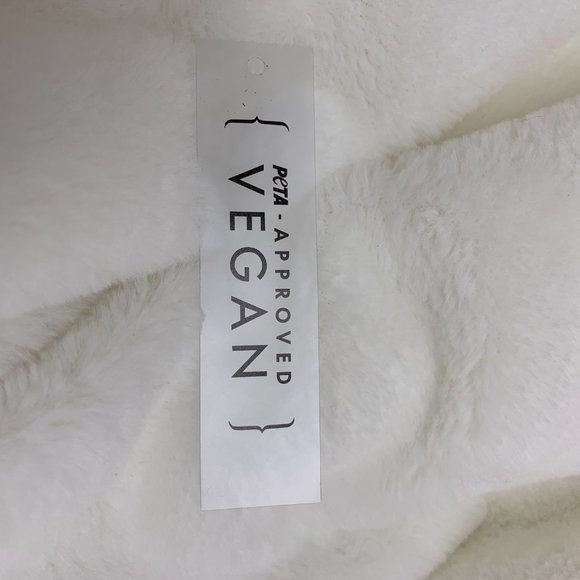 { PETA - APPROVED
VEGAN }